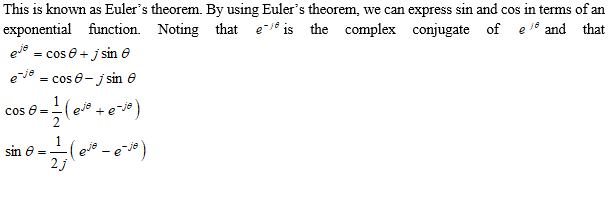 This is known as Euler's theorem. By using Euler's theorem, we can express sin and cos in terms of an
exponential function. Noting that e^{-jθ} is the complex conjugate of e^{jθ} and that
e^{jθ} = cos θ + j sin θ
e^{-jθ} = cos θ − j sin θ
cos θ = 1/2 (e^{jθ} + e^{-jθ})
sin θ = 1/2j (e^{jθ} − e^{-jθ})